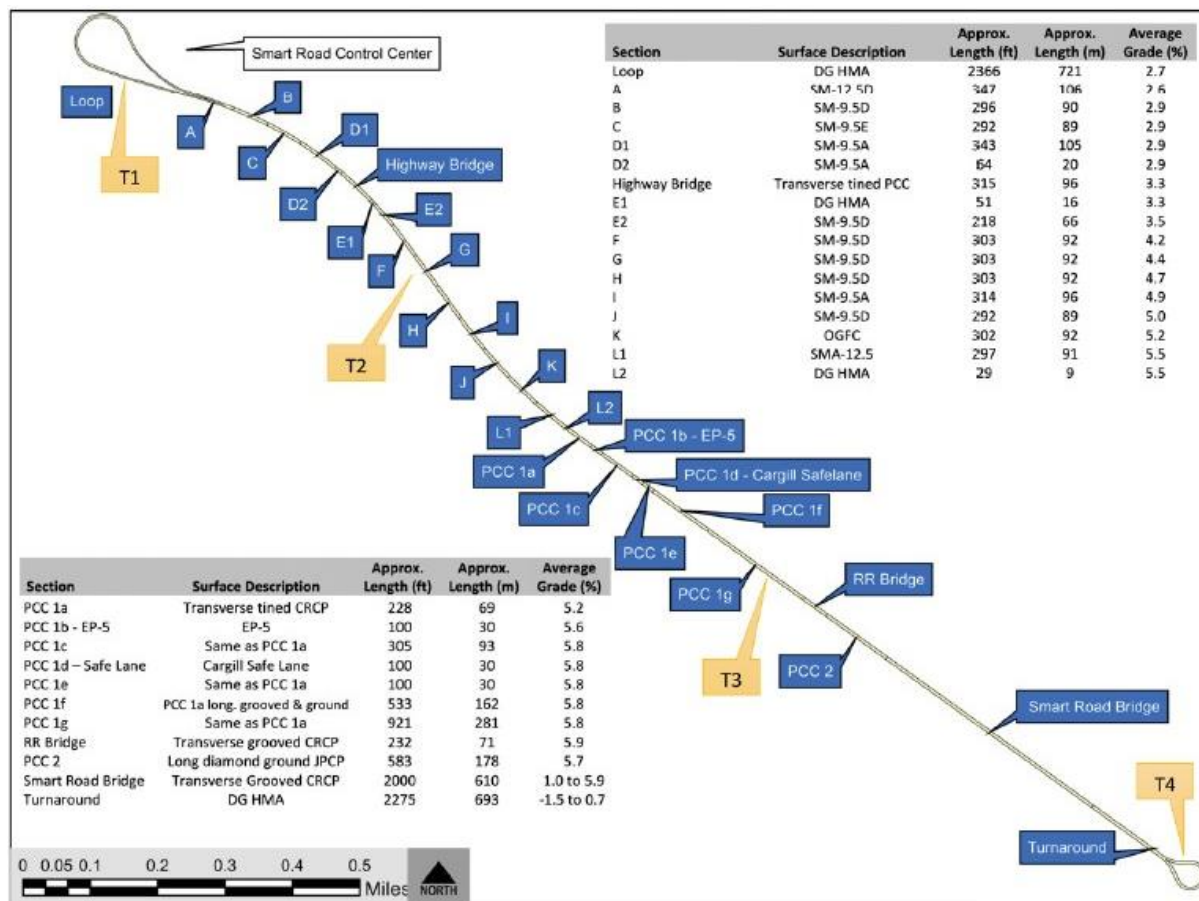 Smart Road Control Center
Loop
T1
A
B
C
D1
D2
Highway Bridge
E1
E2
F
G
T2
H
I
J
K
L1
L2
PCC 1a
PCC 1b - EP-5
PCC 1c
PCC 1d - Cargill Safelane
PCC 1e
PCC 1f
PCC 1g
T3
RR Bridge
PCC 2
Smart Road Bridge
Turnaround
T4
Section Surface Description Approx. Length (ft) Approx. Length (m) Average Grade (%)
Loop DG HMA 2366 721 2.7
A SM-12.5D 347 106 2.6
B SM-9.5D 296 90 2.9
C SM-9.5E 292 89 2.9
D1 SM-9.5A 343 105 2.9
D2 SM-9.5A 64 20 2.9
Highway Bridge Transverse tined PCC 315 96 3.3
E1 DG HMA 51 16 3.3
E2 SM-9.5D 218 66 3.5
F SM-9.5D 303 92 4.2
G SM-9.5D 303 92 4.4
H SM-9.5D 303 92 4.7
I SM-9.5A 314 96 4.9
J SM-9.5D 292 89 5.0
K OGFC 302 92 5.2
L1 SMA-12.5 297 91 5.5
L2 DG HMA 29 9 5.5
Section Surface Description Approx. Length (ft) Approx. Length (m) Average Grade (%)
PCC 1a Transverse tined CRCP 228 69 5.2
PCC 1b - EP-5 EP-5 100 30 5.6
PCC 1c Same as PCC 1a 305 93 5.8
PCC 1d – Safe Lane Cargill Safe Lane 100 30 5.8
PCC 1e Same as PCC 1a 100 30 5.8
PCC 1f PCC 1a long. grooved & ground 533 162 5.8
PCC 1g Same as PCC 1a 921 281 5.8
RR Bridge Transverse grooved CRCP 232 71 5.9
PCC 2 Long diamond ground JPCP 583 178 5.7
Smart Road Bridge Transverse Grooved CRCP 2000 610 1.0 to 5.9
Turnaround DG HMA 2275 693 -1.5 to 0.7
0 0.05 0.1 0.2 0.3 0.4 0.5
Miles
NORTH